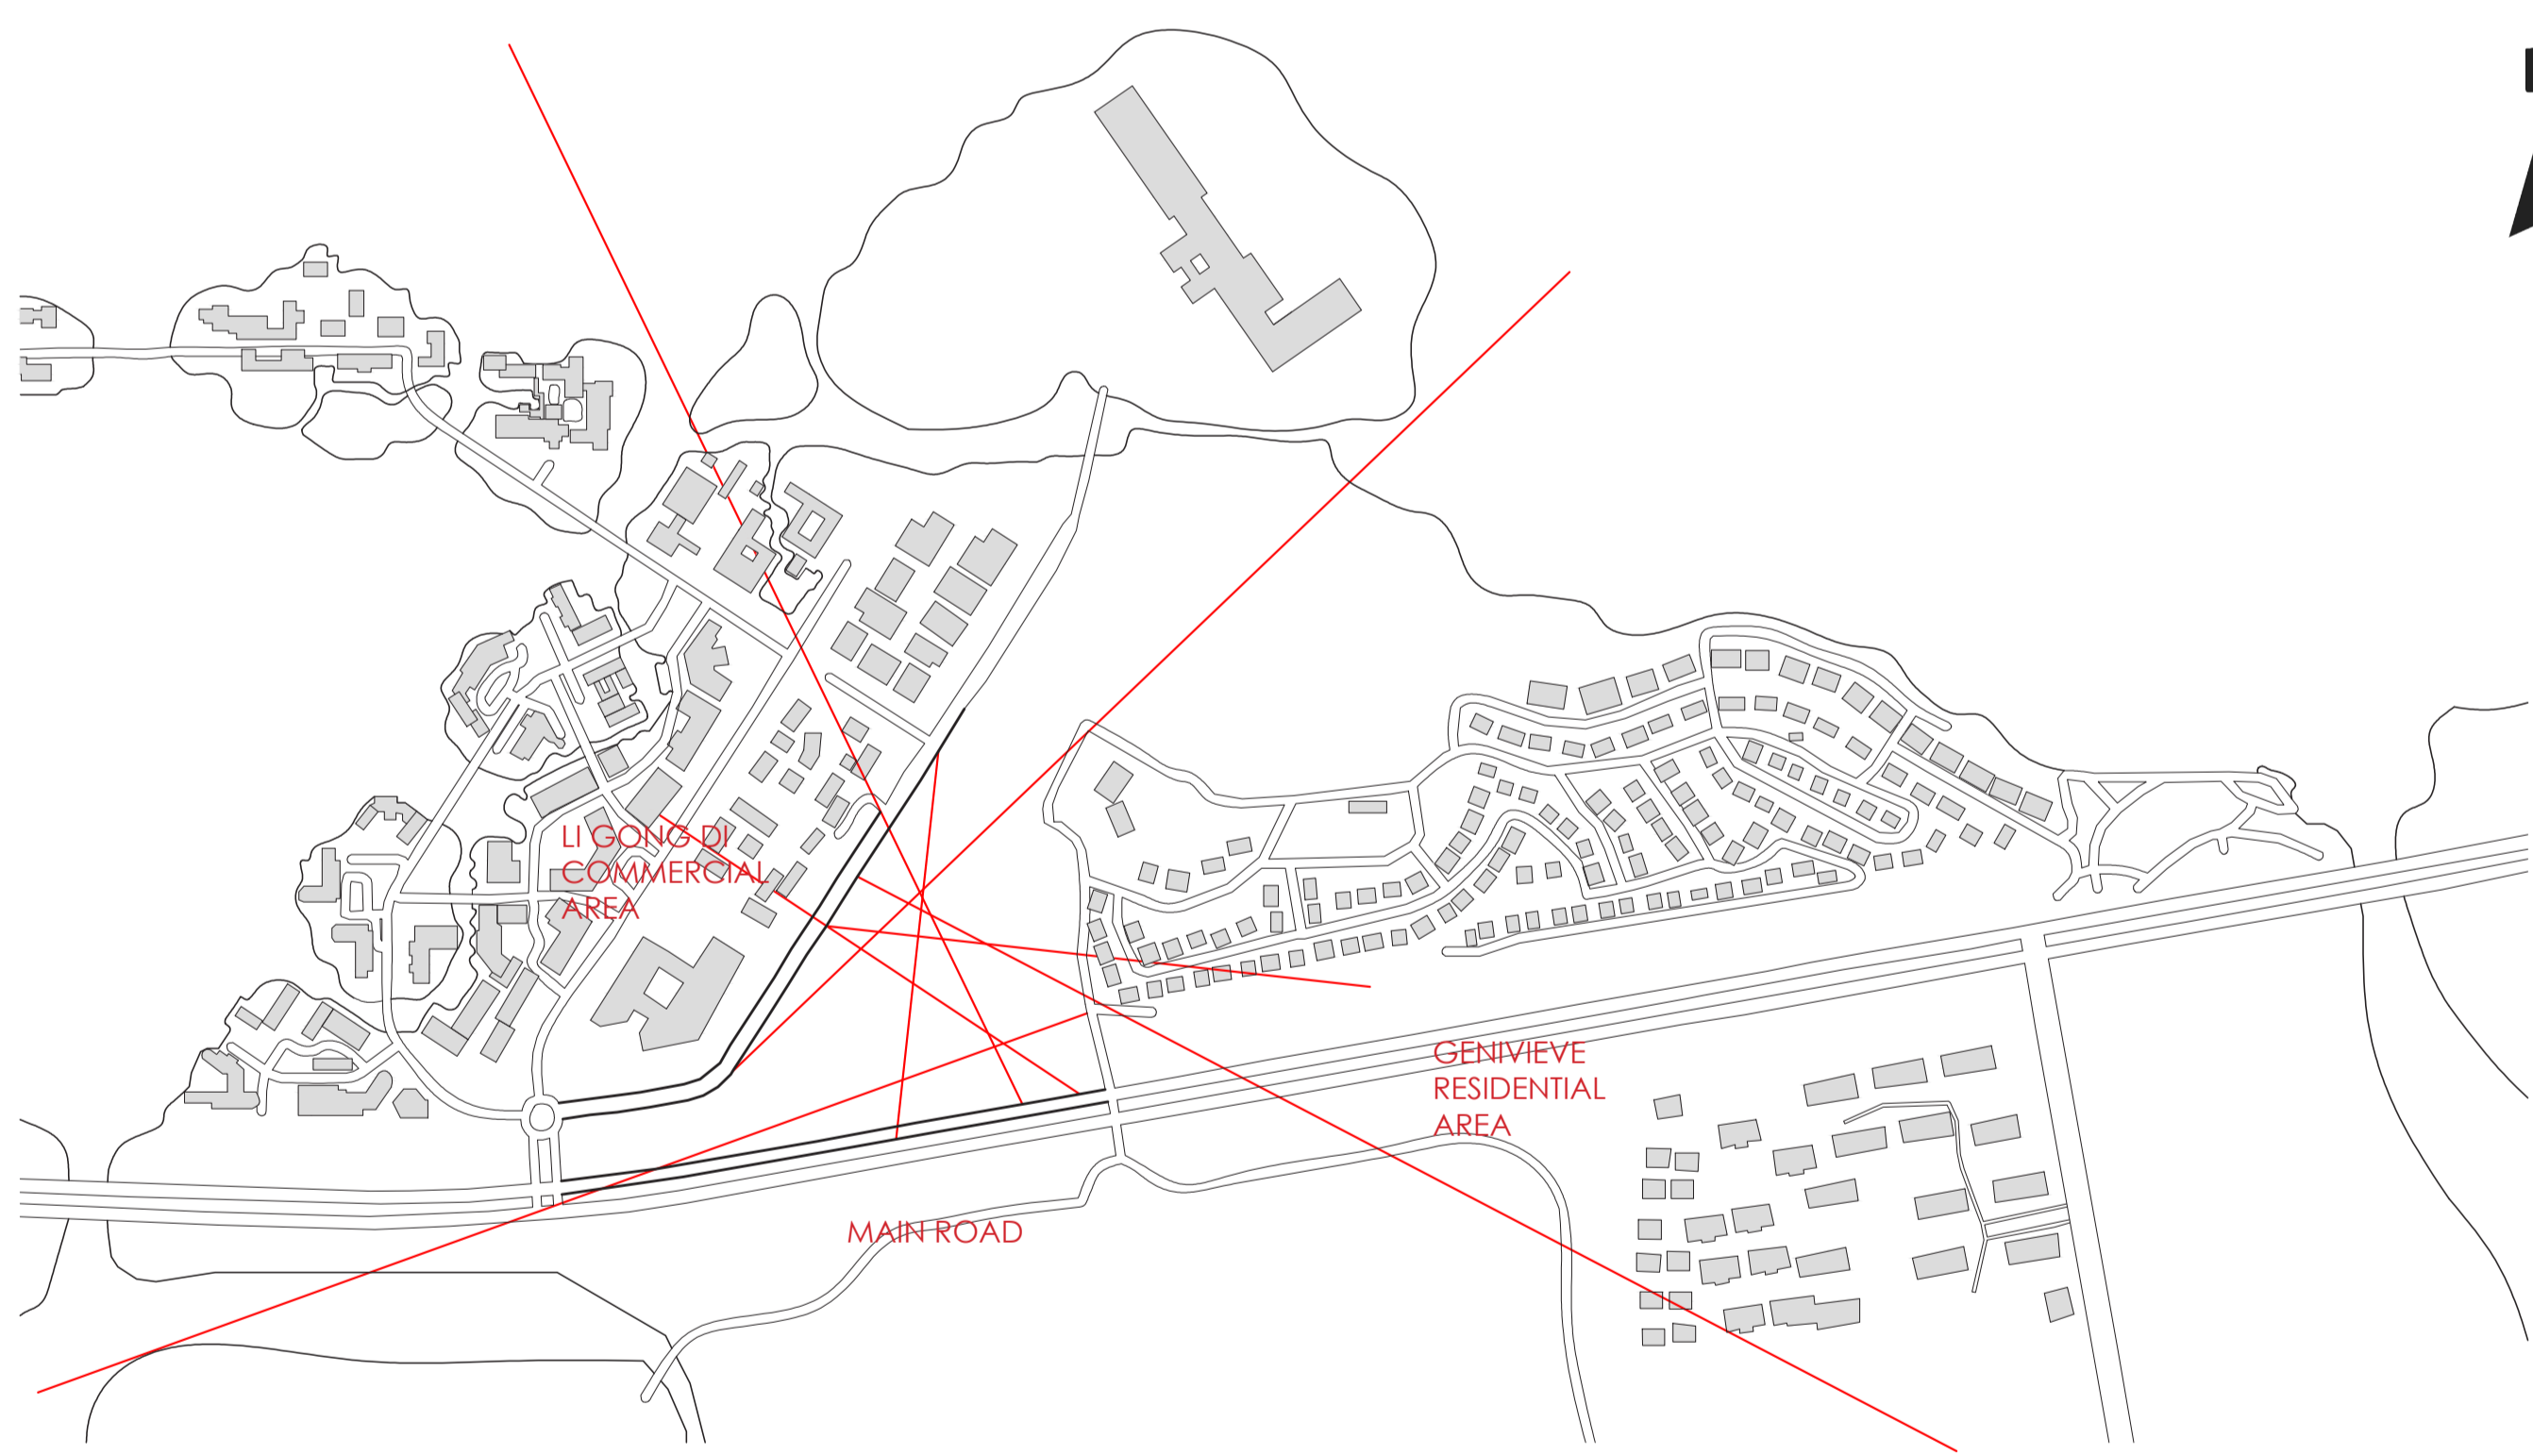 LI GONG DI
COMMERCIAL
AREA
GENIVIEVE
RESIDENTIAL
AREA
MAIN ROAD